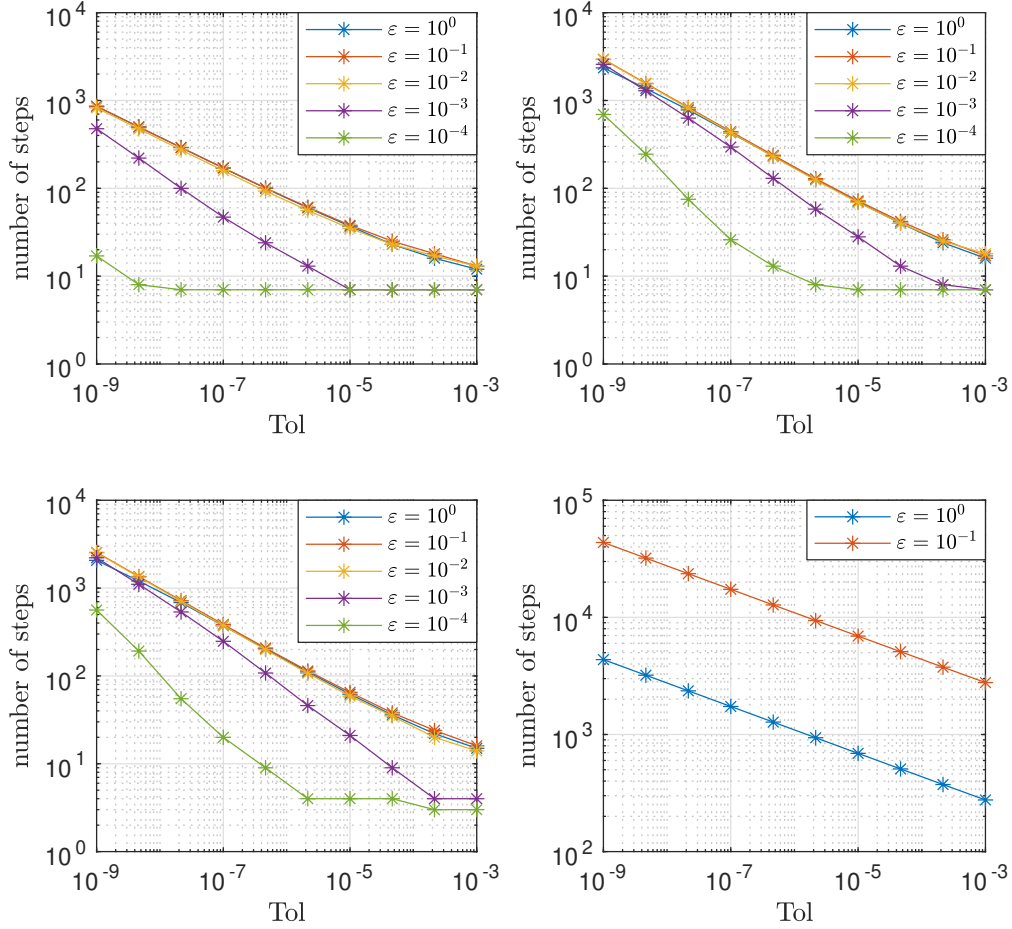 number of steps
10^4
10^3
10^2
10^1
10^0
10^-9
10^-7
10^-5
10^-3
Tol
ε = 10^0
ε = 10^-1
ε = 10^-2
ε = 10^-3
ε = 10^-4
number of steps
10^4
10^3
10^2
10^1
10^0
10^-9
10^-7
10^-5
10^-3
Tol
ε = 10^0
ε = 10^-1
ε = 10^-2
ε = 10^-3
ε = 10^-4
number of steps
10^4
10^3
10^2
10^1
10^0
10^-9
10^-7
10^-5
10^-3
Tol
ε = 10^0
ε = 10^-1
ε = 10^-2
ε = 10^-3
ε = 10^-4
number of steps
10^5
10^4
10^3
10^2
10^-9
10^-7
10^-5
10^-3
Tol
ε = 10^0
ε = 10^-1